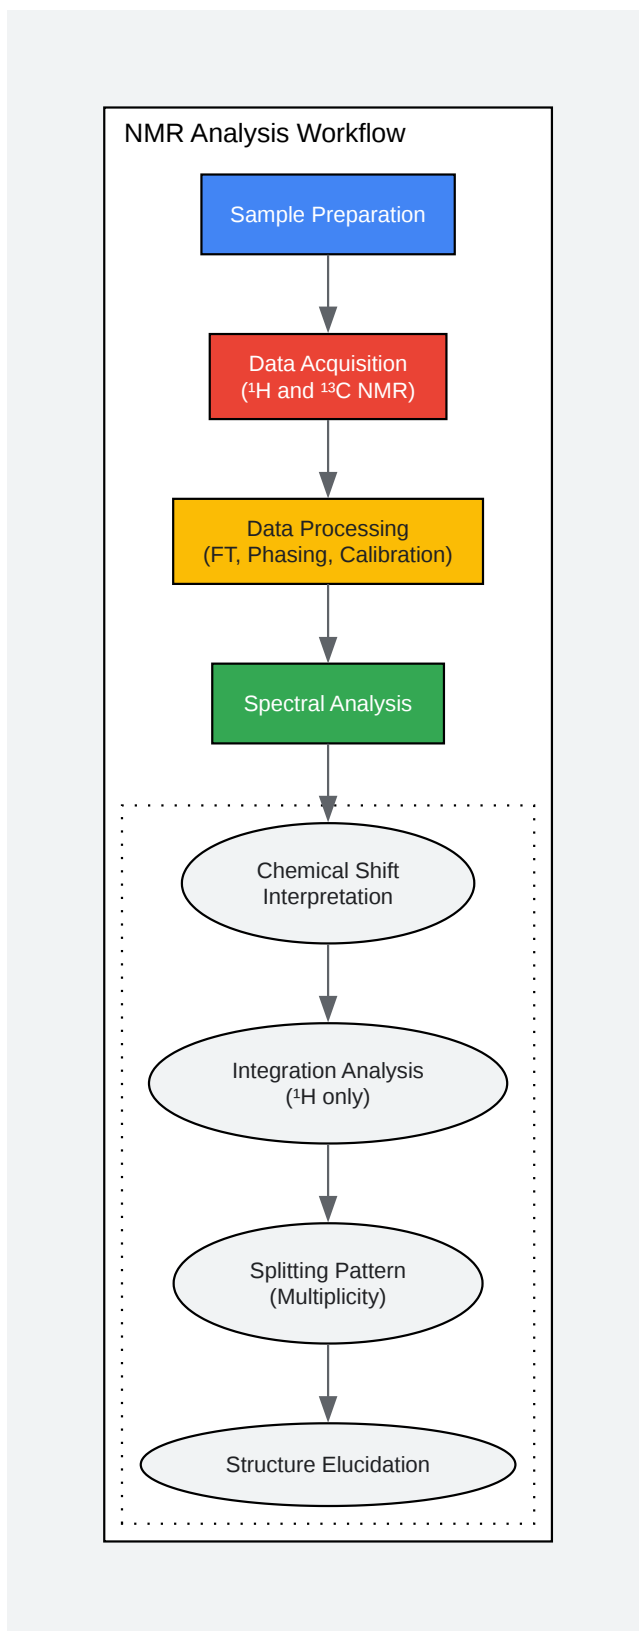 NMR Analysis Workflow
Sample Preparation
Data Acquisition
(¹H and ¹³C NMR)
Data Processing
(FT, Phasing, Calibration)
Spectral Analysis
Chemical Shift
Interpretation
Integration Analysis
(¹H only)
Splitting Pattern
(Multiplicity)
Structure Elucidation